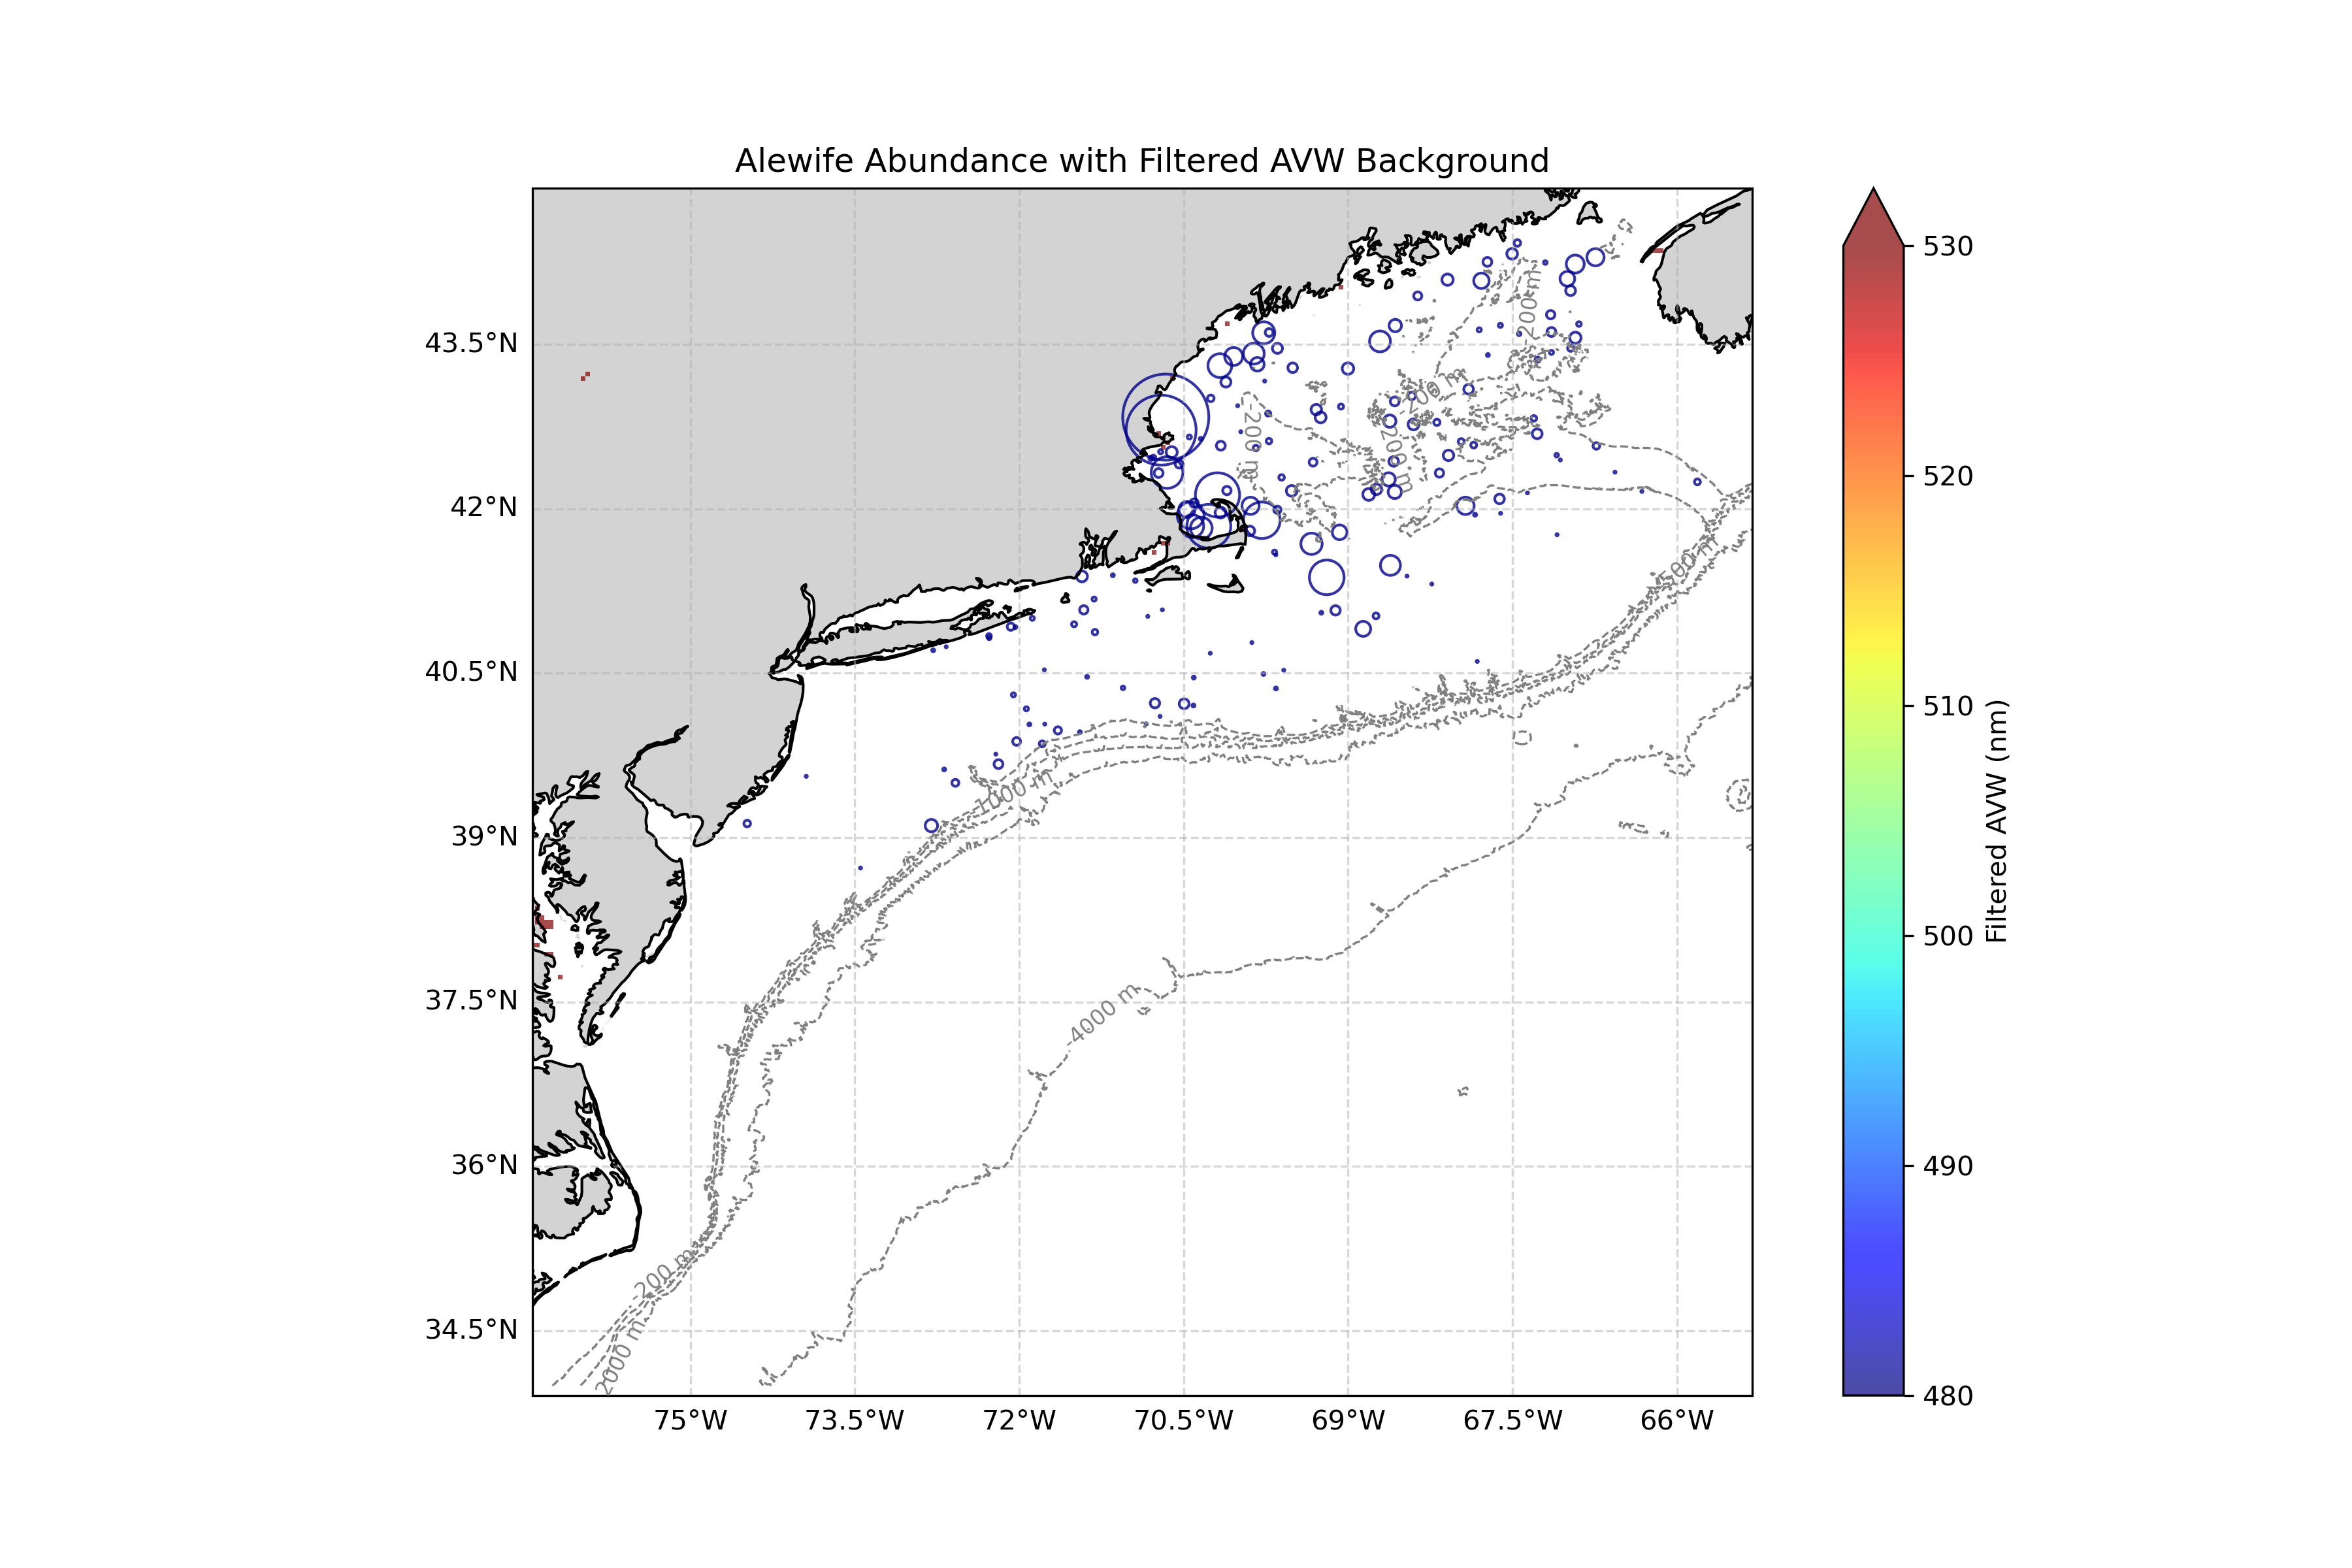 Alewife Abundance with Filtered AVW Background
43.5°N
42°N
40.5°N
39°N
37.5°N
36°N
34.5°N
75°W
73.5°W
72°W
70.5°W
69°W
67.5°W
66°W
-200 m
-200 m
-200 m
-200 m
-500 m
-1000 m
-4000 m
-200 m
-2000 m
530
520
510
500
490
480
Filtered AVW (nm)